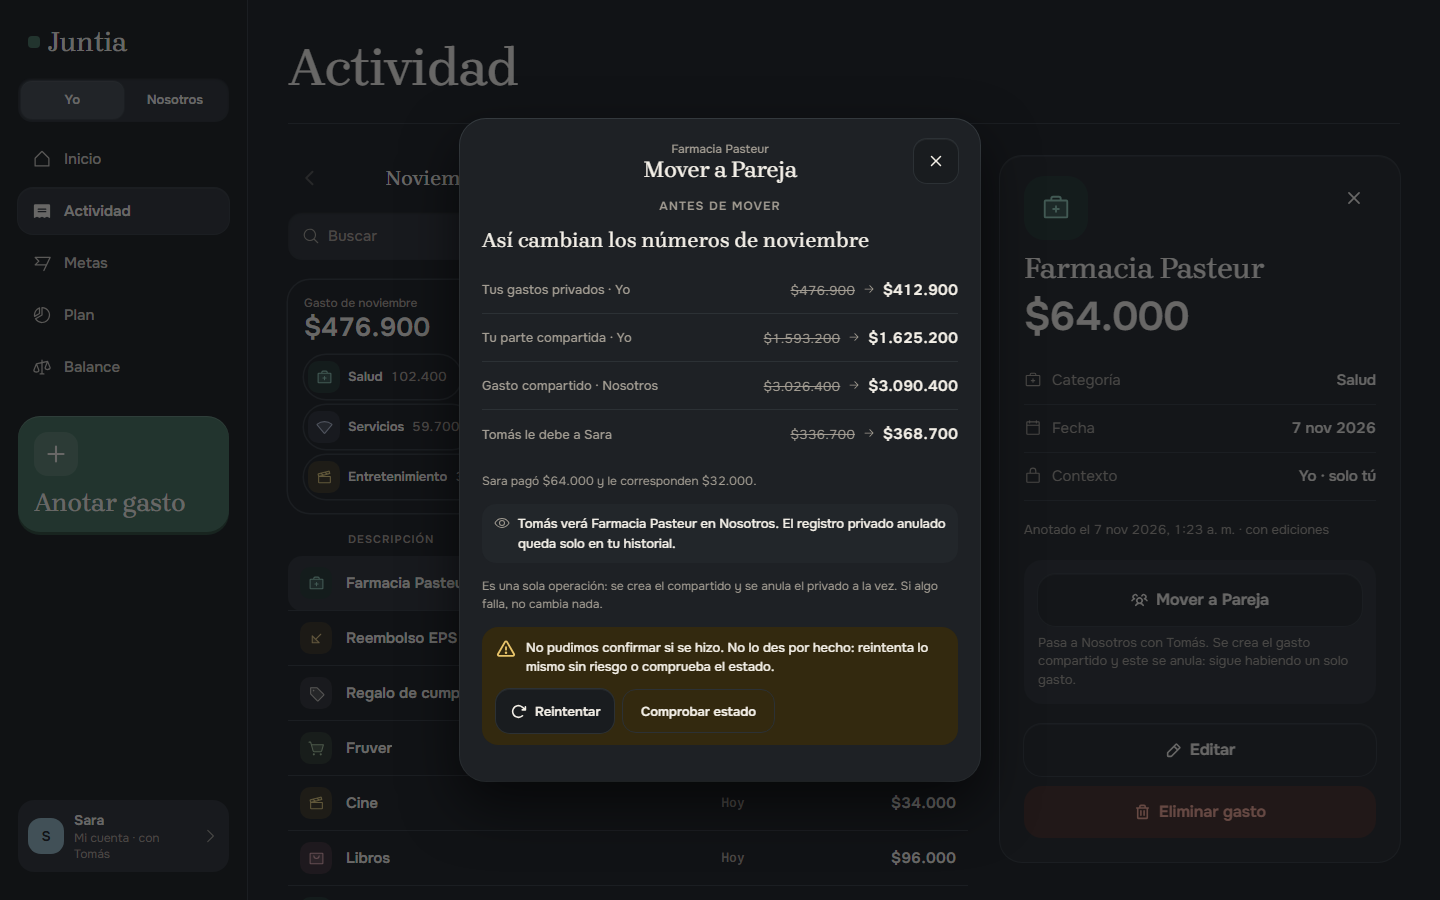 Juntia
Yo
Nosotros
Inicio
Actividad
Metas
Plan
Balance
Anotar gasto
S
Sara
Mi cuenta · con
Tomás
Actividad
Buscar
Gasto de noviembre
$476.900
Salud 102.400
Servicios 59.700
Entretenimiento
DESCRIPCIÓN
Farmacia
Reembolso EPS
Regalo de
Fruver
Cine Hoy $34.000
Libros Hoy $96.000
Farmacia Pasteur
Mover a Pareja
ANTES DE MOVER
Así cambian los números de noviembre
Tus gastos privados · Yo $476.900 → $412.900
Tu parte compartida · Yo $1.593.200 → $1.625.200
Gasto compartido · Nosotros $3.026.400 → $3.090.400
Tomás le debe a Sara $336.700 → $368.700
Sara pagó $64.000 y le corresponden $32.000.
Tomás verá Farmacia Pasteur en Nosotros. El registro privado anulado
queda solo en tu historial.
Es una sola operación: se crea el compartido y se anula el privado a la vez. Si algo
falla, no cambia nada.
No pudimos confirmar si se hizo. No lo des por hecho: reintenta lo
mismo sin riesgo o comprueba el estado.
Reintentar
Comprobar estado
Farmacia Pasteur
$64.000
Categoría Salud
Fecha 7 nov 2026
Contexto Yo · solo tú
Anotado el 7 nov 2026, 1:23 a. m. · con ediciones
Mover a Pareja
Pasa a Nosotros con Tomás. Se crea el gasto
compartido y este se anula: sigue habiendo un solo
gasto.
Editar
Eliminar gasto